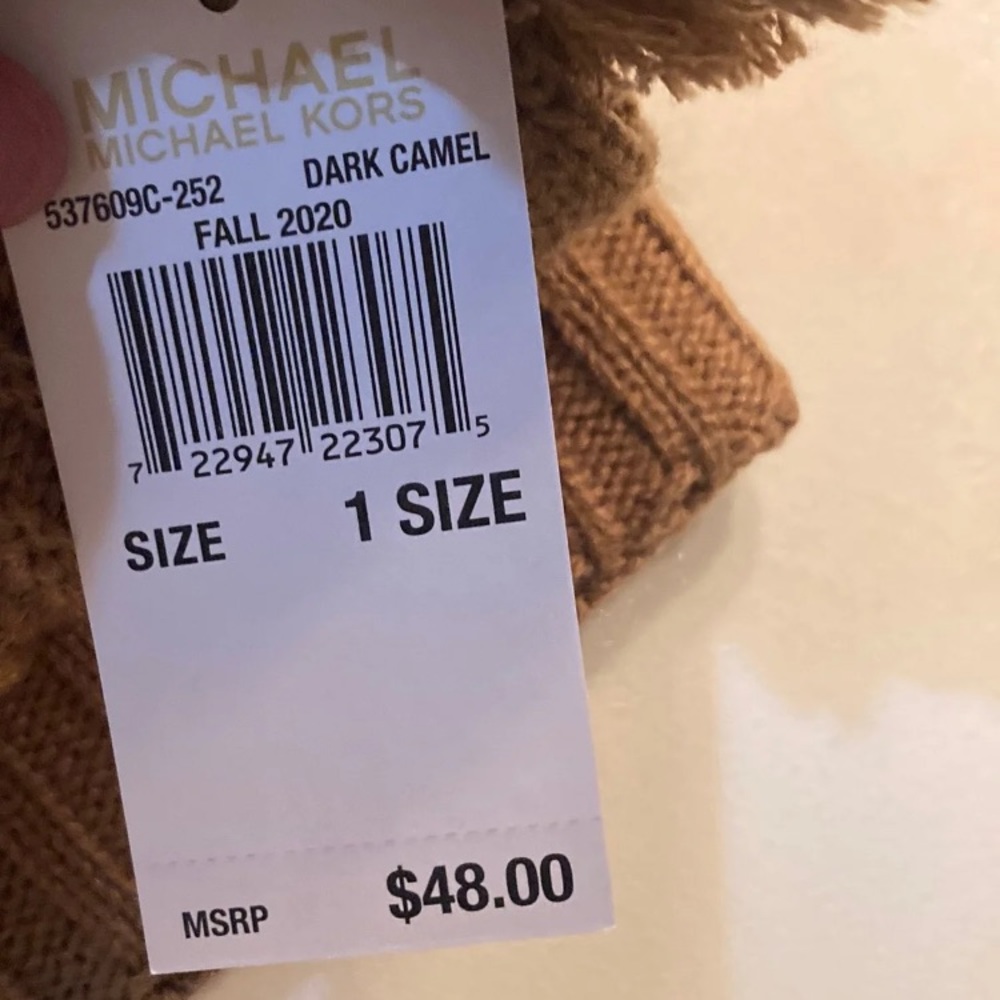 MICHAEL
MICHAEL KORS
537609C-252 DARK CAMEL
FALL 2020
7 22947 22307 5
SIZE 1 SIZE
MSRP $48.00